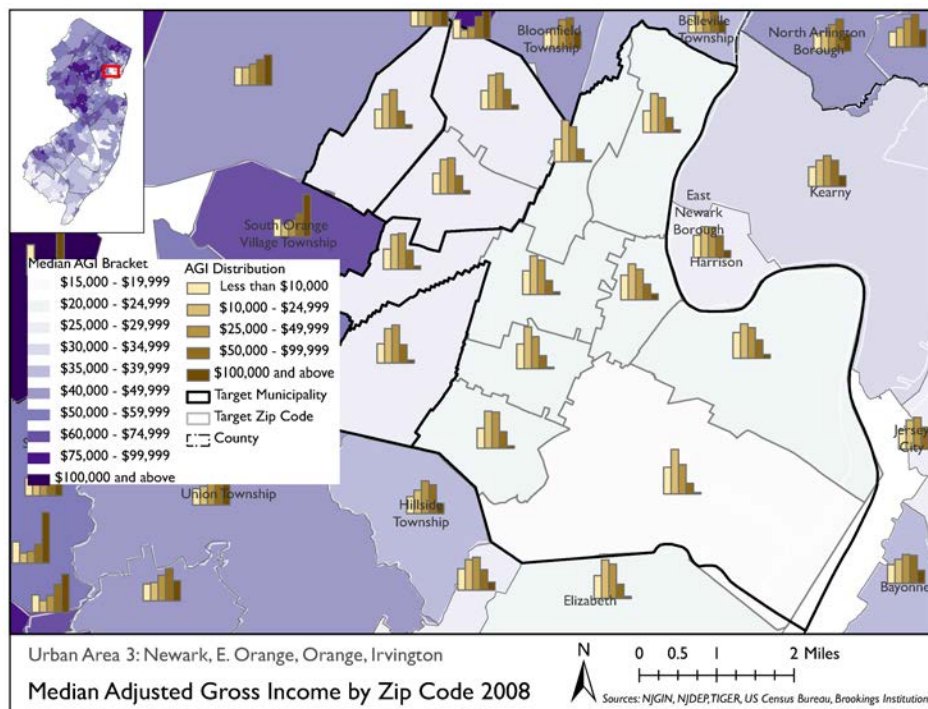 Bloomfield
Township
Belleville
Township
North Arlington
Borough
Kearny
East
Newark
Borough
Harrison
South Orange
Village Township
Median AGI Bracket
$15,000 - $19,999
$20,000 - $24,999
$25,000 - $29,999
$30,000 - $34,999
$35,000 - $39,999
$40,000 - $49,999
$50,000 - $59,999
$60,000 - $74,999
$75,000 - $99,999
$100,000 and above
AGI Distribution
Less than $10,000
$10,000 - $24,999
$25,000 - $49,999
$50,000 - $99,999
$100,000 and above
Target Municipality
Target Zip Code
County
Jersey
City
Union Township
Hillside
Township
Elizabeth
Bayonne
Urban Area 3: Newark, E. Orange, Orange, Irvington
Median Adjusted Gross Income by Zip Code 2008
N
0 0.5 1 2 Miles
Sources: NJGIN, NJDEP, TIGER, US Census Bureau, Brookings Institution